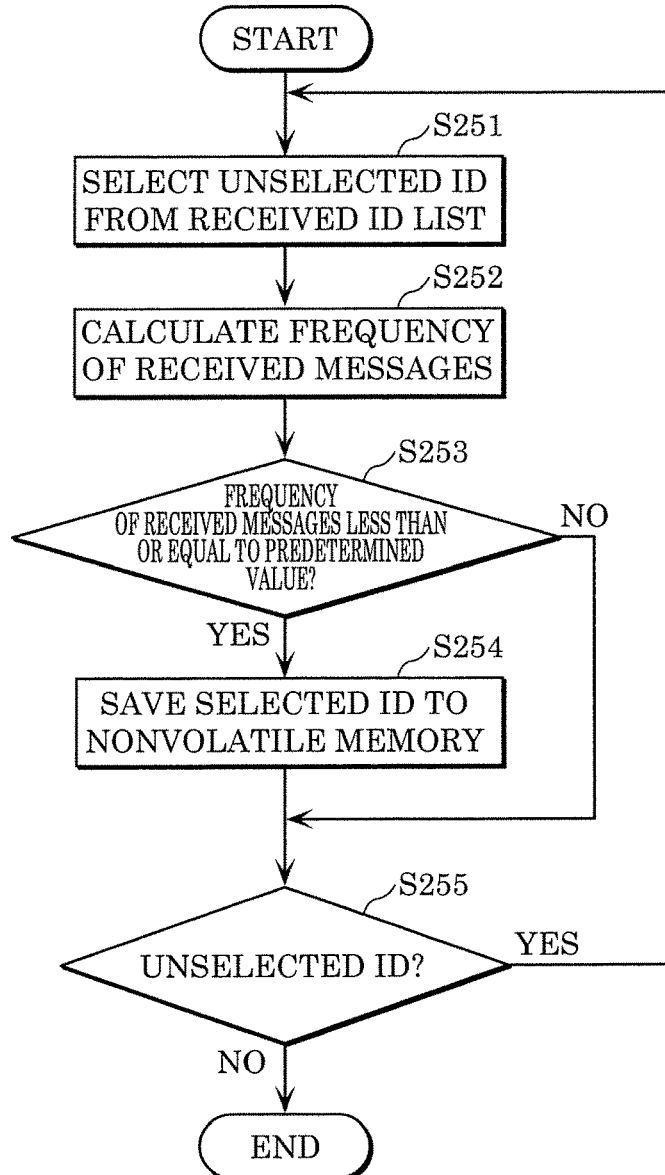 START
S251
SELECT UNSELECTED ID
FROM RECEIVED ID LIST
S252
CALCULATE FREQUENCY
OF RECEIVED MESSAGES
S253
FREQUENCY
OF RECEIVED MESSAGES LESS THAN
OR EQUAL TO PREDETERMINED
VALUE?
NO
YES
S254
SAVE SELECTED ID TO
NONVOLATILE MEMORY
S255
UNSELECTED ID?
YES
NO
END